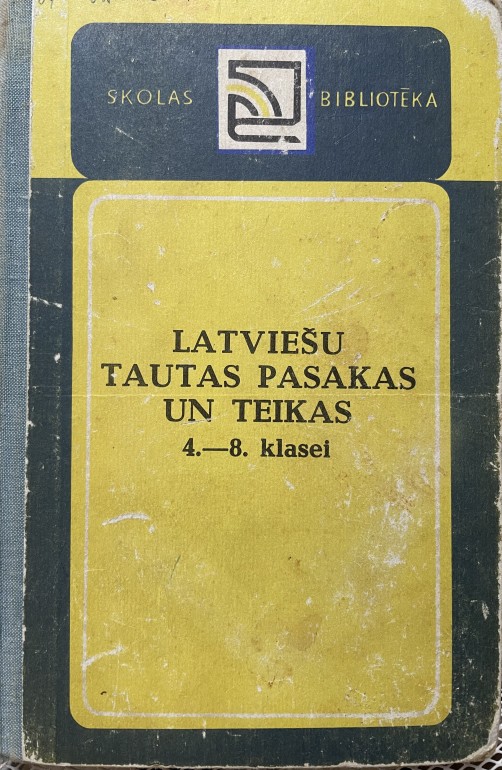 SKOLAS BIBLIOTĒKA
LATVIEŠU
TAUTAS PASAKAS
UN TEIKAS
4.—8. klasei